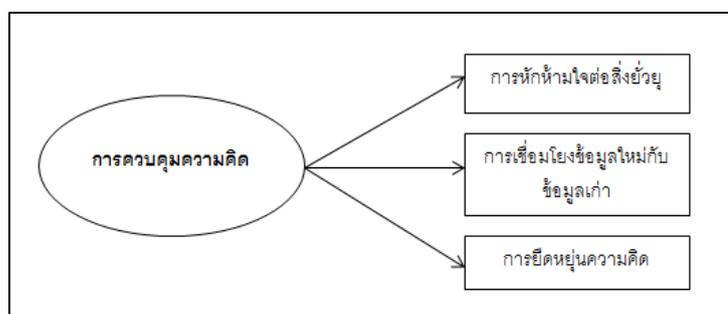 การหักห้ามใจต่อสิ่งยั่วยุ
การควบคุมความคิด
การเชื่อมโยงข้อมูลใหม่กับ
ข้อมูลเก่า
การยืดหยุ่นความคิด